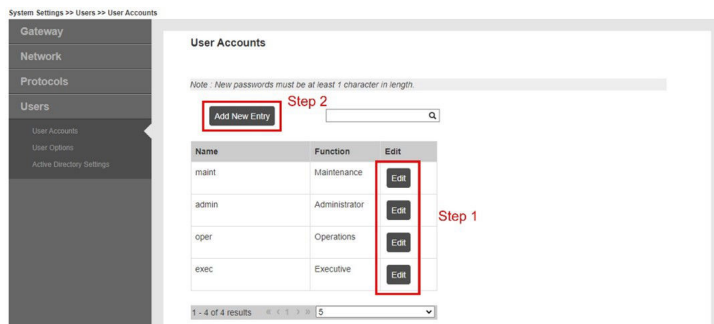 System Settings >> Users >> User Accounts
Gateway
Network
Protocols
Users
User Accounts
User Options
Active Directory Settings
User Accounts
Note : New passwords must be at least 1 character in length.
Step 2
Add New Entry
Name Function Edit
maint Maintenance Edit
admin Administrator Edit
Step 1
oper Operations Edit
exec Executive Edit
1 - 4 of 4 results « ‹ 1 › » 5